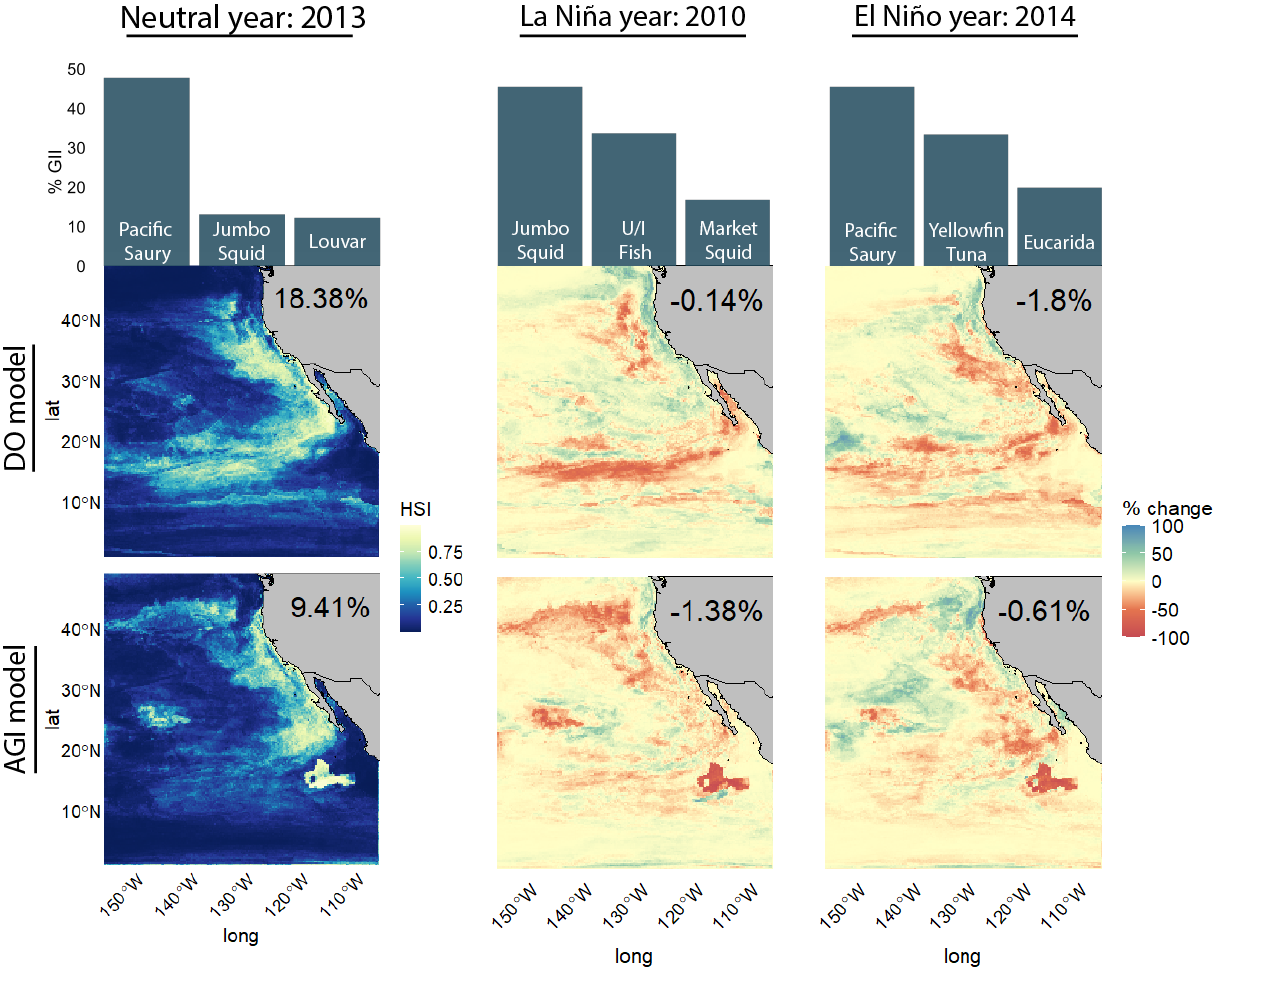 Neutral year: 2013
La Niña year: 2010
El Niño year: 2014
50
40
30
20
10
0
% GII
Pacific
Saury
Jumbo
Squid
Louvar
Jumbo
Squid
U/I
Fish
Market
Squid
Pacific
Saury
Yellowfin
Tuna
Eucarida
DO model
lat
40°N
30°N
20°N
10°N
18.38%
-0.14%
-1.8%
HSI
0.75
0.50
0.25
% change
100
50
0
-50
-100
AGI model
lat
40°N
30°N
20°N
10°N
9.41%
-1.38%
-0.61%
150°W
140°W
130°W
120°W
110°W
long
150°W
140°W
130°W
120°W
110°W
long
150°W
140°W
130°W
120°W
110°W
long